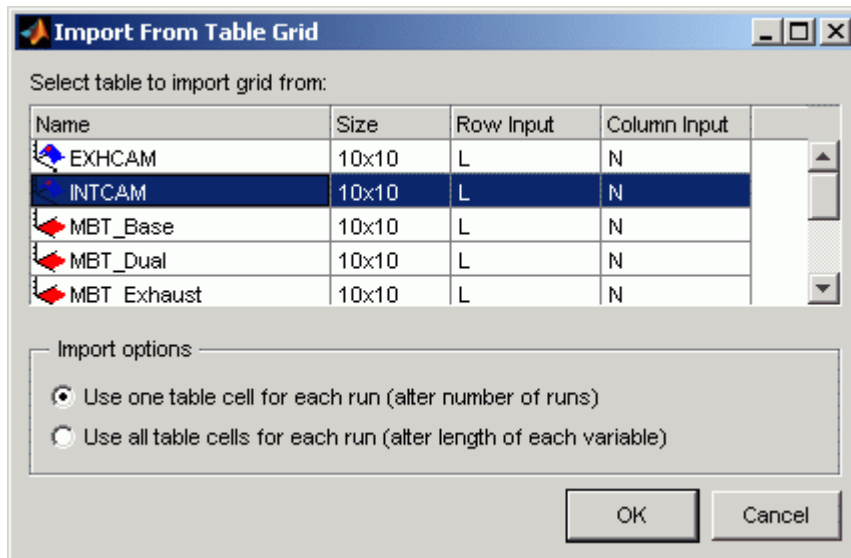 Import From Table Grid
Select table to import grid from:
Name Size Row Input Column Input
EXHCAM 10x10 L N
INTCAM 10x10 L N
MBT_Base 10x10 L N
MBT_Dual 10x10 L N
MBT_Exhaust 10x10 L N
Import options
Use one table cell for each run (alter number of runs)
Use all table cells for each run (alter length of each variable)
OK Cancel